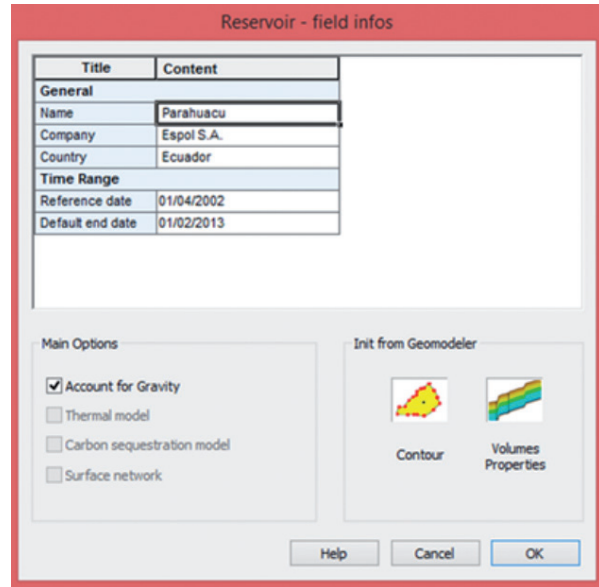 Reservoir - field infos
Title Content
General
Name Parahuacu
Company Espol S.A.
Country Ecuador
Time Range
Reference date 01/04/2002
Default end date 01/02/2013
Main Options
Account for Gravity
Thermal model
Carbon sequestration model
Surface network
Init from Geomodeler
Contour
Volumes
Properties
Help Cancel OK